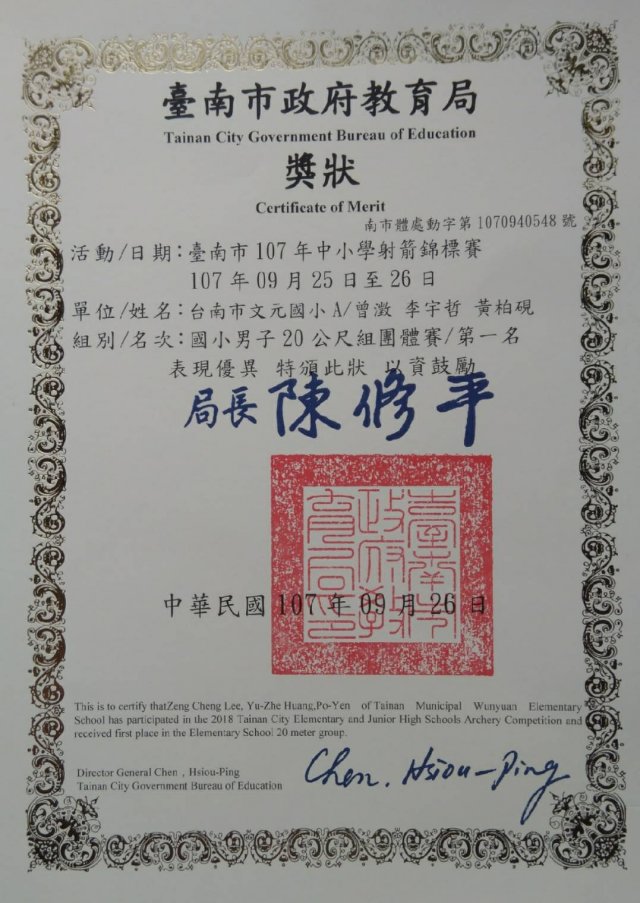 臺南市政府教育局
Tainan City Government Bureau of Education
獎狀
Certificate of Merit
南市體處動字第1070940548號
活動/日期：臺南市107年中小學射箭錦標賽
107年09月25日至26日
單位/姓名：台南市文元國小A/曾澂 李宇哲 黃柏硯
組別/名次：國小男子20公尺組團體賽/第一名
表現優異 特頒此狀 以資鼓勵
局長 陳修平
臺南市政府教育局印
中華民國107年09月26日
This is to certify thatZeng Cheng Lee, Yu-Zhe Huang,Po-Yen of Tainan Municipal Wunyuan Elementary
School has participated in the 2018 Tainan City Elementary and Junior High Schools Archery Competition and
received first place in the Elementary School 20 meter group.
Director General Chen , Hsiou-Ping
Tainan City Government Bureau of Education
Chen, Hsiou-Ping